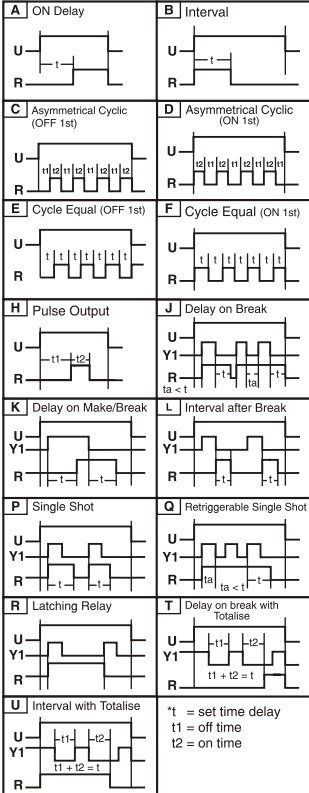 A ON Delay
U
t
R
B Interval
U
t
R
C Asymmetrical Cyclic
(OFF 1st)
U
t1 t2 t1 t2 t1 t1 t2
R
D Asymmetrical Cyclic
(ON 1st)
U
t2 t1 t2 t1 t2 t2 t1
R
E Cycle Equal (OFF 1st)
U
t t t t t t t
R
F Cycle Equal (ON 1st)
U
t t t t t t t
R
H Pulse Output
U
t1 t2
R
J Delay on Break
U
Y1
R
t ta t
ta < t
K Delay on Make/Break
U
Y1
R
t t
L Interval after Break
U
Y1
R
t t
P Single Shot
U
Y1
R
t t
Q Retriggerable Single Shot
U
Y1
R ta t
ta < t
R Latching Relay
U
Y1
R
T Delay on break with
Totalise
U
t1 t2
Y1
t1 + t2 = t
R
U Interval with Totalise
U
Y1 t1 t2
t1 + t2 = t
R
*t = set time delay
t1 = off time
t2 = on time